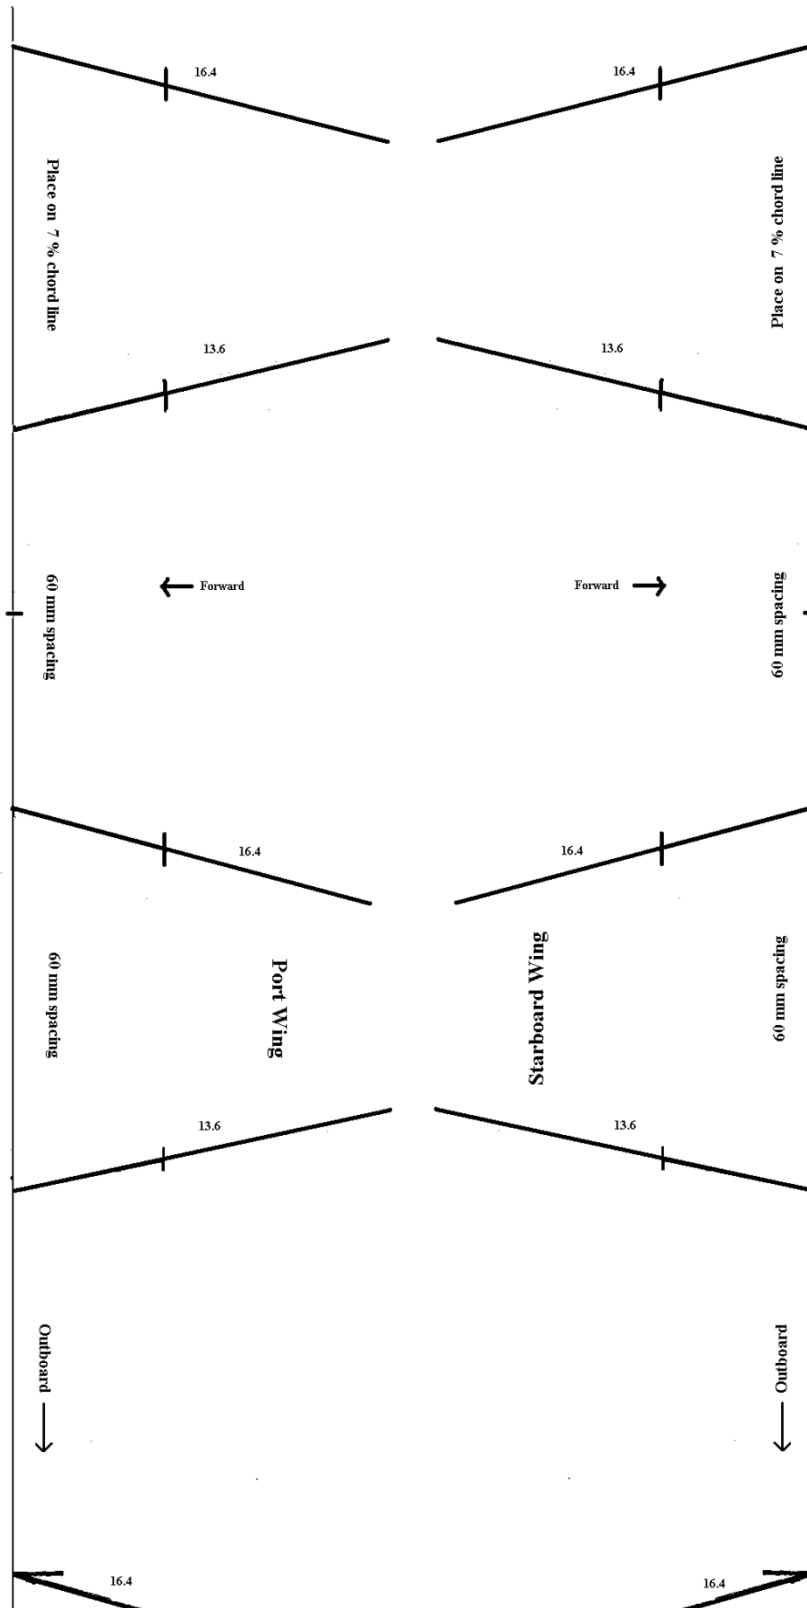 16.4
16.4
Place on 7 % chord line
Place on 7 % chord line
13.6
13.6
Forward
Forward
60 mm spacing
60 mm spacing
16.4
16.4
Port Wing
Starboard Wing
60 mm spacing
60 mm spacing
13.6
13.6
Outboard
Outboard
16.4
16.4